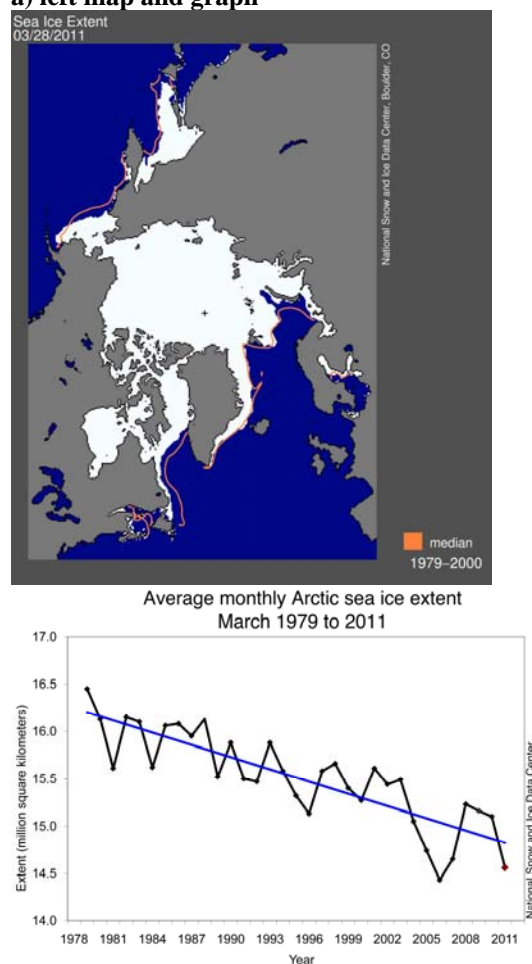 a) left map and graph
Sea Ice Extent
03/28/2011
National Snow and Ice Data Center, Boulder, CO
median
1979–2000
Average monthly Arctic sea ice extent
March 1979 to 2011
Extent (million square kilometers)
17.0
16.5
16.0
15.5
15.0
14.5
14.0
1978 1981 1984 1987 1990 1993 1996 1999 2002 2005 2008 2011
Year
National Snow and Ice Data Center